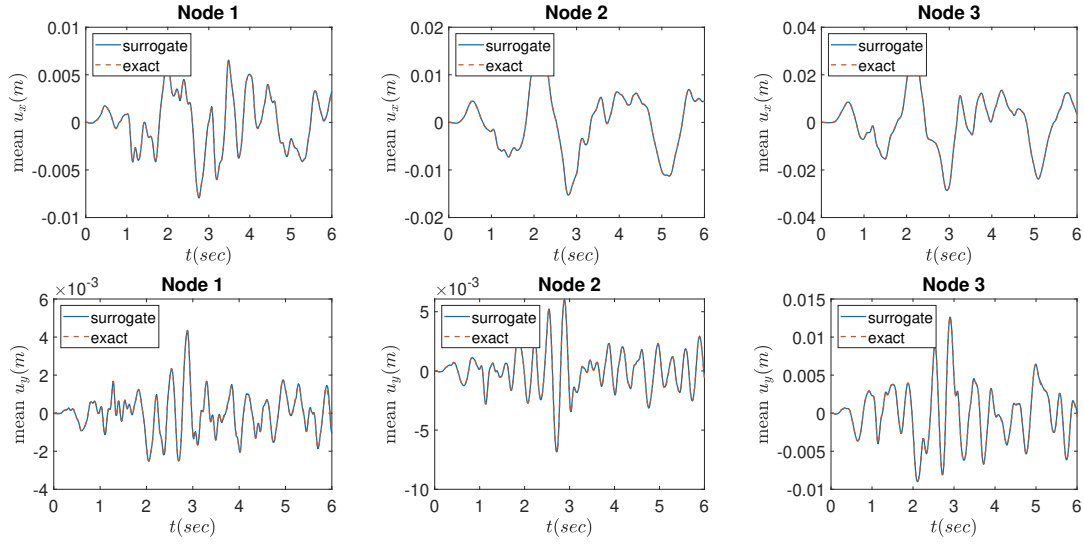 Node 1
0.01
0.005
0
-0.005
-0.01
mean u_x(m)
surrogate
exact
0 1 2 3 4 5 6
t(sec)
Node 2
0.02
0.01
0
-0.01
-0.02
mean u_x(m)
surrogate
exact
0 1 2 3 4 5 6
t(sec)
Node 3
0.04
0.02
0
-0.02
-0.04
mean u_x(m)
surrogate
exact
0 1 2 3 4 5 6
t(sec)
Node 1
×10⁻³
6
4
2
0
-2
-4
mean u_y(m)
surrogate
exact
0 1 2 3 4 5 6
t(sec)
Node 2
×10⁻³
5
0
-5
-10
mean u_y(m)
surrogate
exact
0 1 2 3 4 5 6
t(sec)
Node 3
0.015
0.01
0.005
0
-0.005
-0.01
mean u_y(m)
surrogate
exact
0 1 2 3 4 5 6
t(sec)